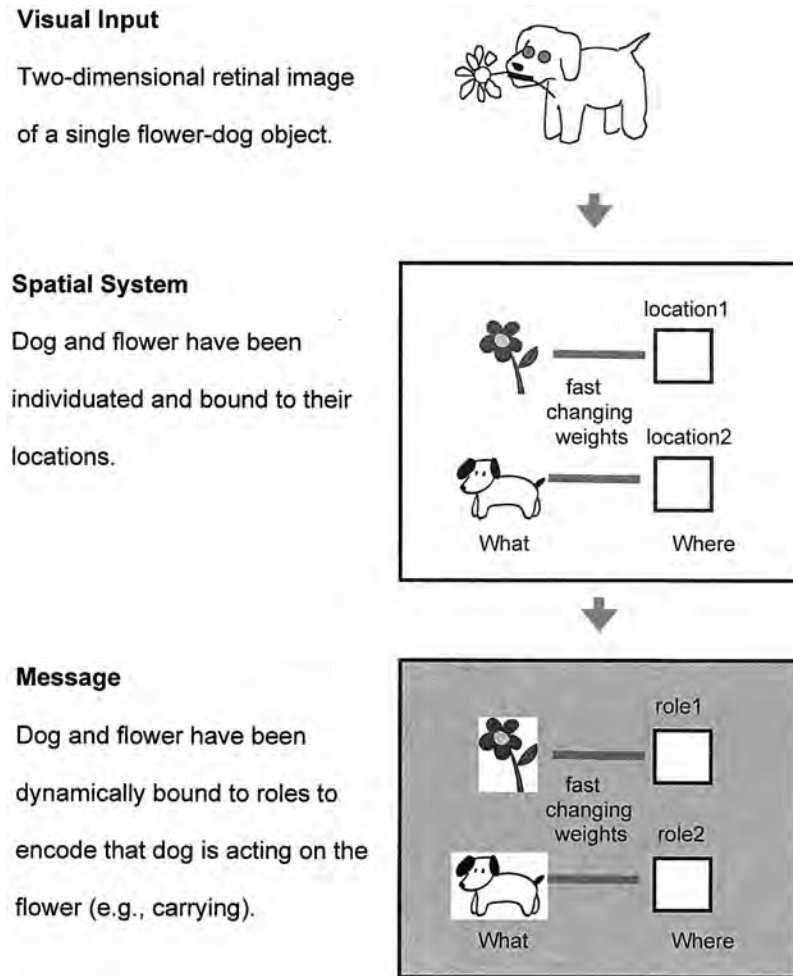 Visual Input
Two-dimensional retinal image
of a single flower-dog object.
Spatial System
Dog and flower have been
individuated and bound to their
locations.
location1
fast
changing
weights
location2
What Where
Message
Dog and flower have been
dynamically bound to roles to
encode that dog is acting on the
flower (e.g., carrying).
role1
fast
changing
weights
role2
What Where